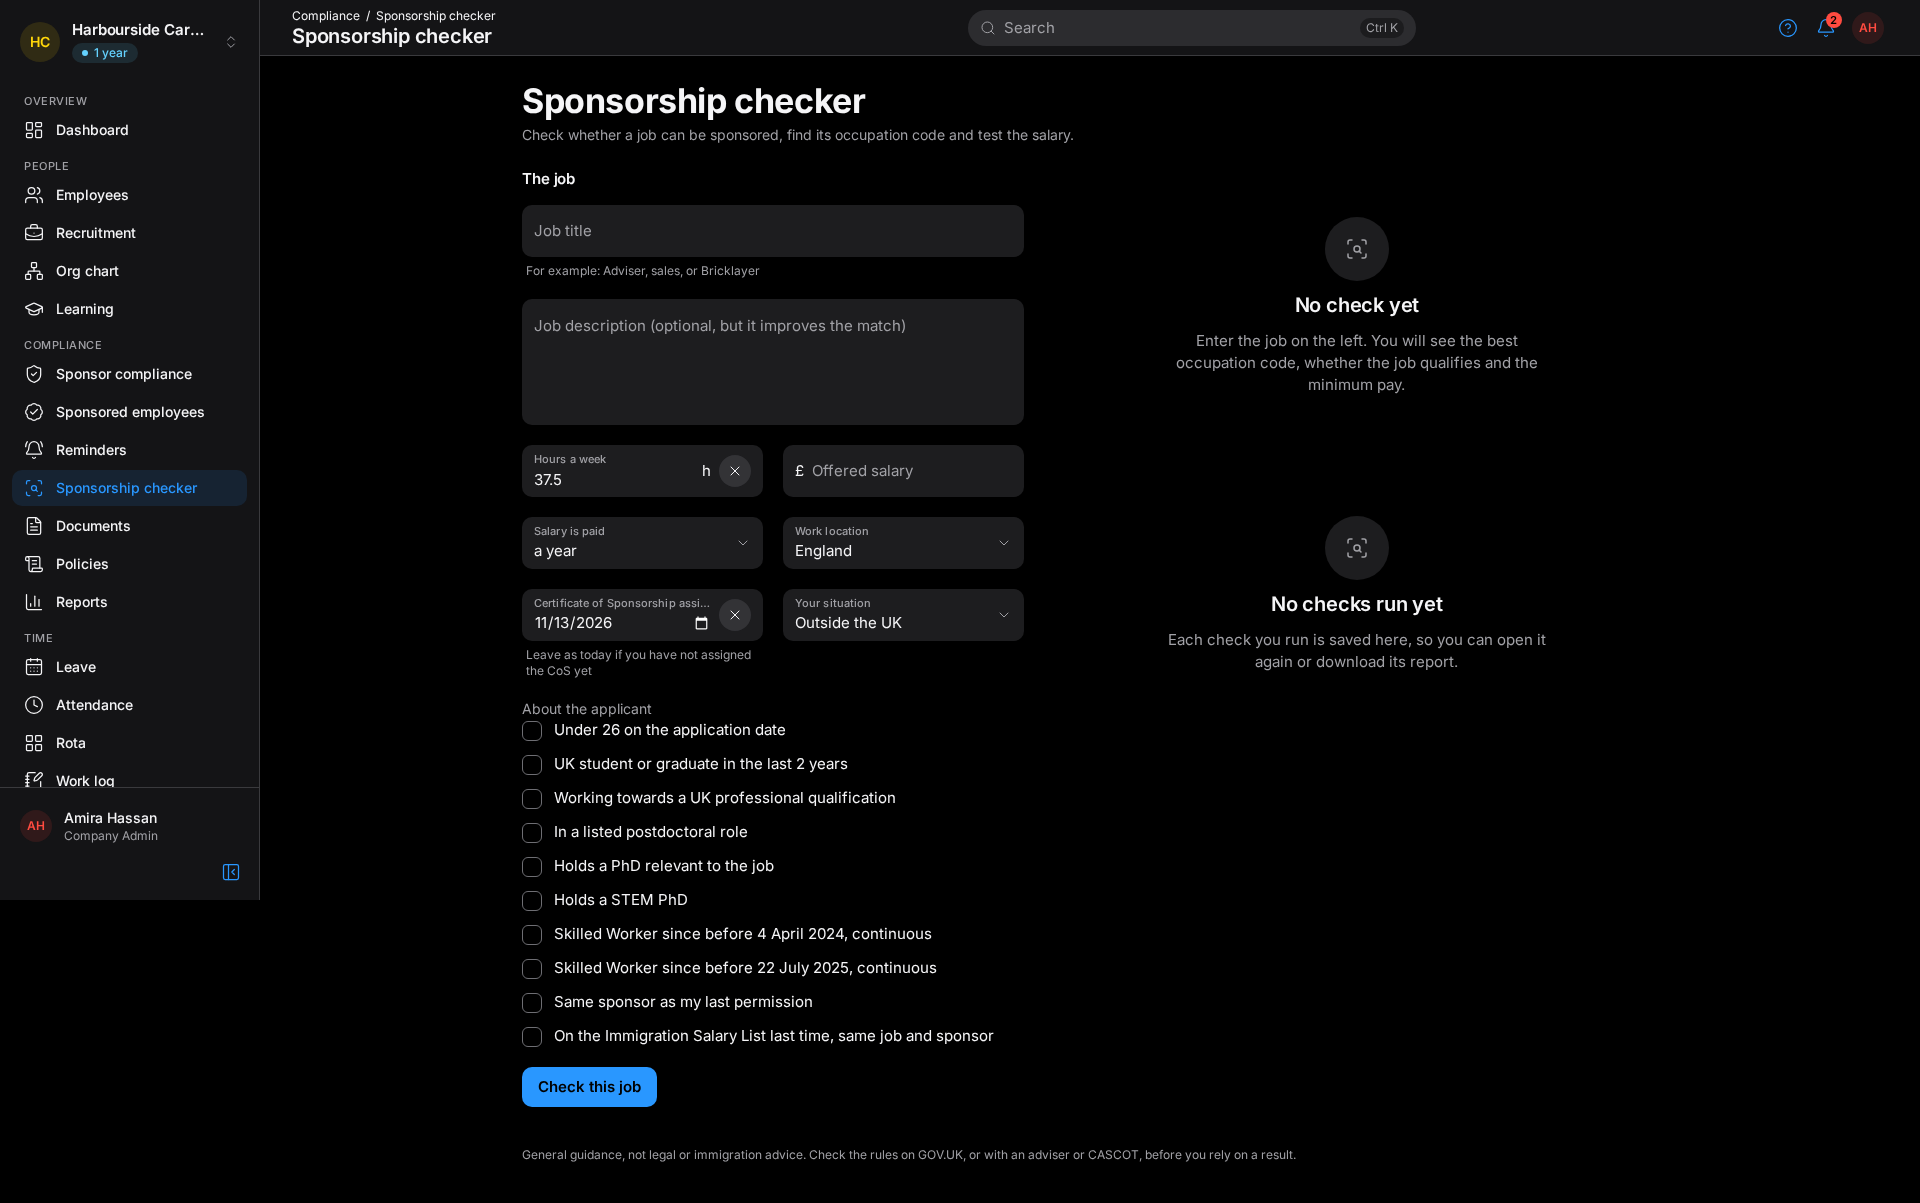 HC
Harbourside Car...
1 year
OVERVIEW
Dashboard
PEOPLE
Employees
Recruitment
Org chart
Learning
COMPLIANCE
Sponsor compliance
Sponsored employees
Reminders
Sponsorship checker
Documents
Policies
Reports
TIME
Leave
Attendance
Rota
Work log
AH
Amira Hassan
Company Admin
Compliance / Sponsorship checker
Sponsorship checker
Search
Ctrl K
2
AH
Sponsorship checker
Check whether a job can be sponsored, find its occupation code and test the salary.
The job
Job title
For example: Adviser, sales, or Bricklayer
Job description (optional, but it improves the match)
Hours a week
37.5
h
£ Offered salary
Salary is paid
a year
Work location
England
Certificate of Sponsorship assi...
11/13/2026
Your situation
Outside the UK
Leave as today if you have not assigned
the CoS yet
About the applicant
Under 26 on the application date
UK student or graduate in the last 2 years
Working towards a UK professional qualification
In a listed postdoctoral role
Holds a PhD relevant to the job
Holds a STEM PhD
Skilled Worker since before 4 April 2024, continuous
Skilled Worker since before 22 July 2025, continuous
Same sponsor as my last permission
On the Immigration Salary List last time, same job and sponsor
Check this job
No check yet
Enter the job on the left. You will see the best
occupation code, whether the job qualifies and the
minimum pay.
No checks run yet
Each check you run is saved here, so you can open it
again or download its report.
General guidance, not legal or immigration advice. Check the rules on GOV.UK, or with an adviser or CASCOT, before you rely on a result.